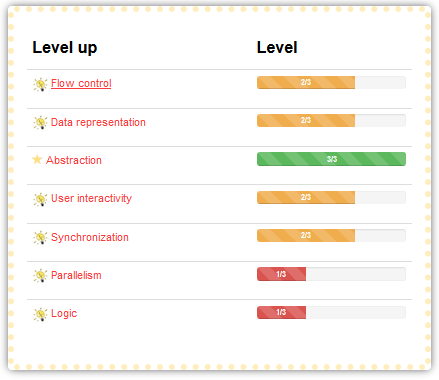 Level up Level
Flow control 2/3
Data representation 2/3
Abstraction 3/3
User interactivity 2/3
Synchronization 2/3
Parallelism 1/3
Logic 1/3